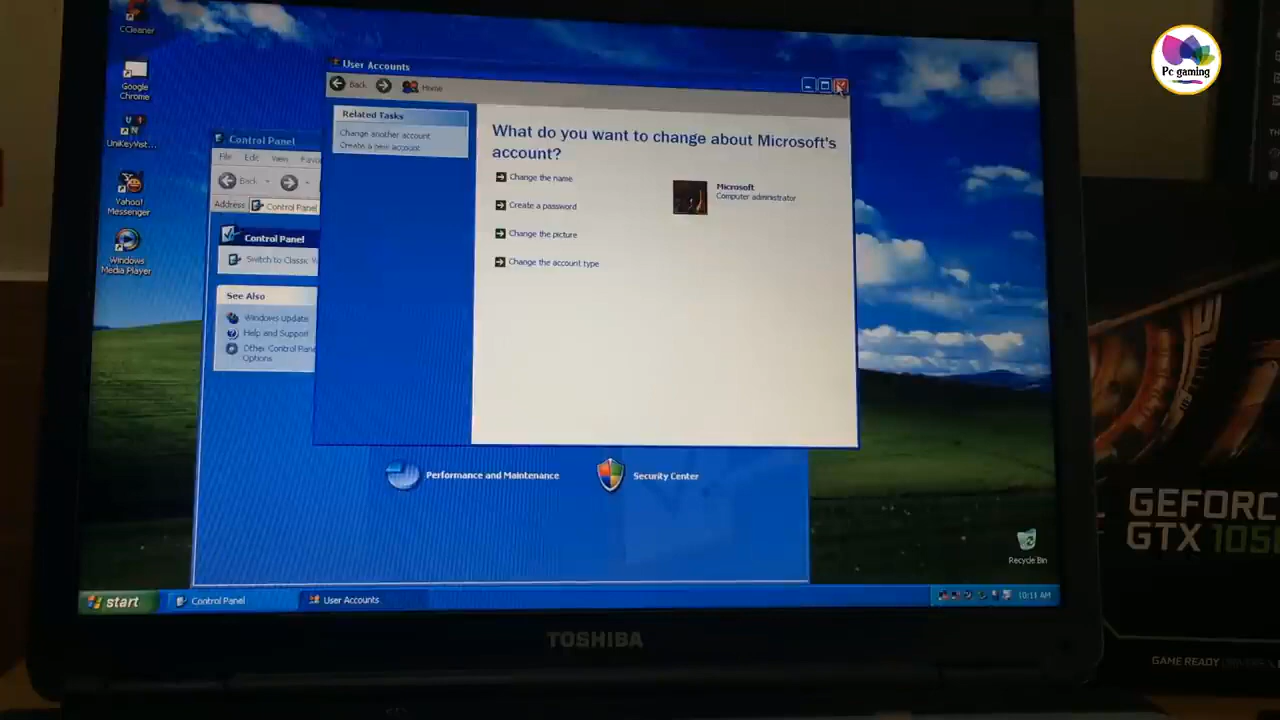 Pc gaming
CCleaner
Google
Chrome
UniKeyVist...
Yahoo!
Messenger
Windows
Media Player
Control Panel
File Edit View Favo
Back
Address Control Panel
Control Panel
Switch to Classic V
See Also
Windows Update
Help and Support
Other Control Pane
Options
User Accounts
Back Home
Related Tasks
Change another account
Create a new account
What do you want to change about Microsoft's
account?
Change the name
Create a password
Change the picture
Change the account type
Microsoft
Computer administrator
Performance and Maintenance
Security Center
Recycle Bin
start Control Panel User Accounts 10:11 AM
TOSHIBA
GEFORC
GTX 105
GAME READY